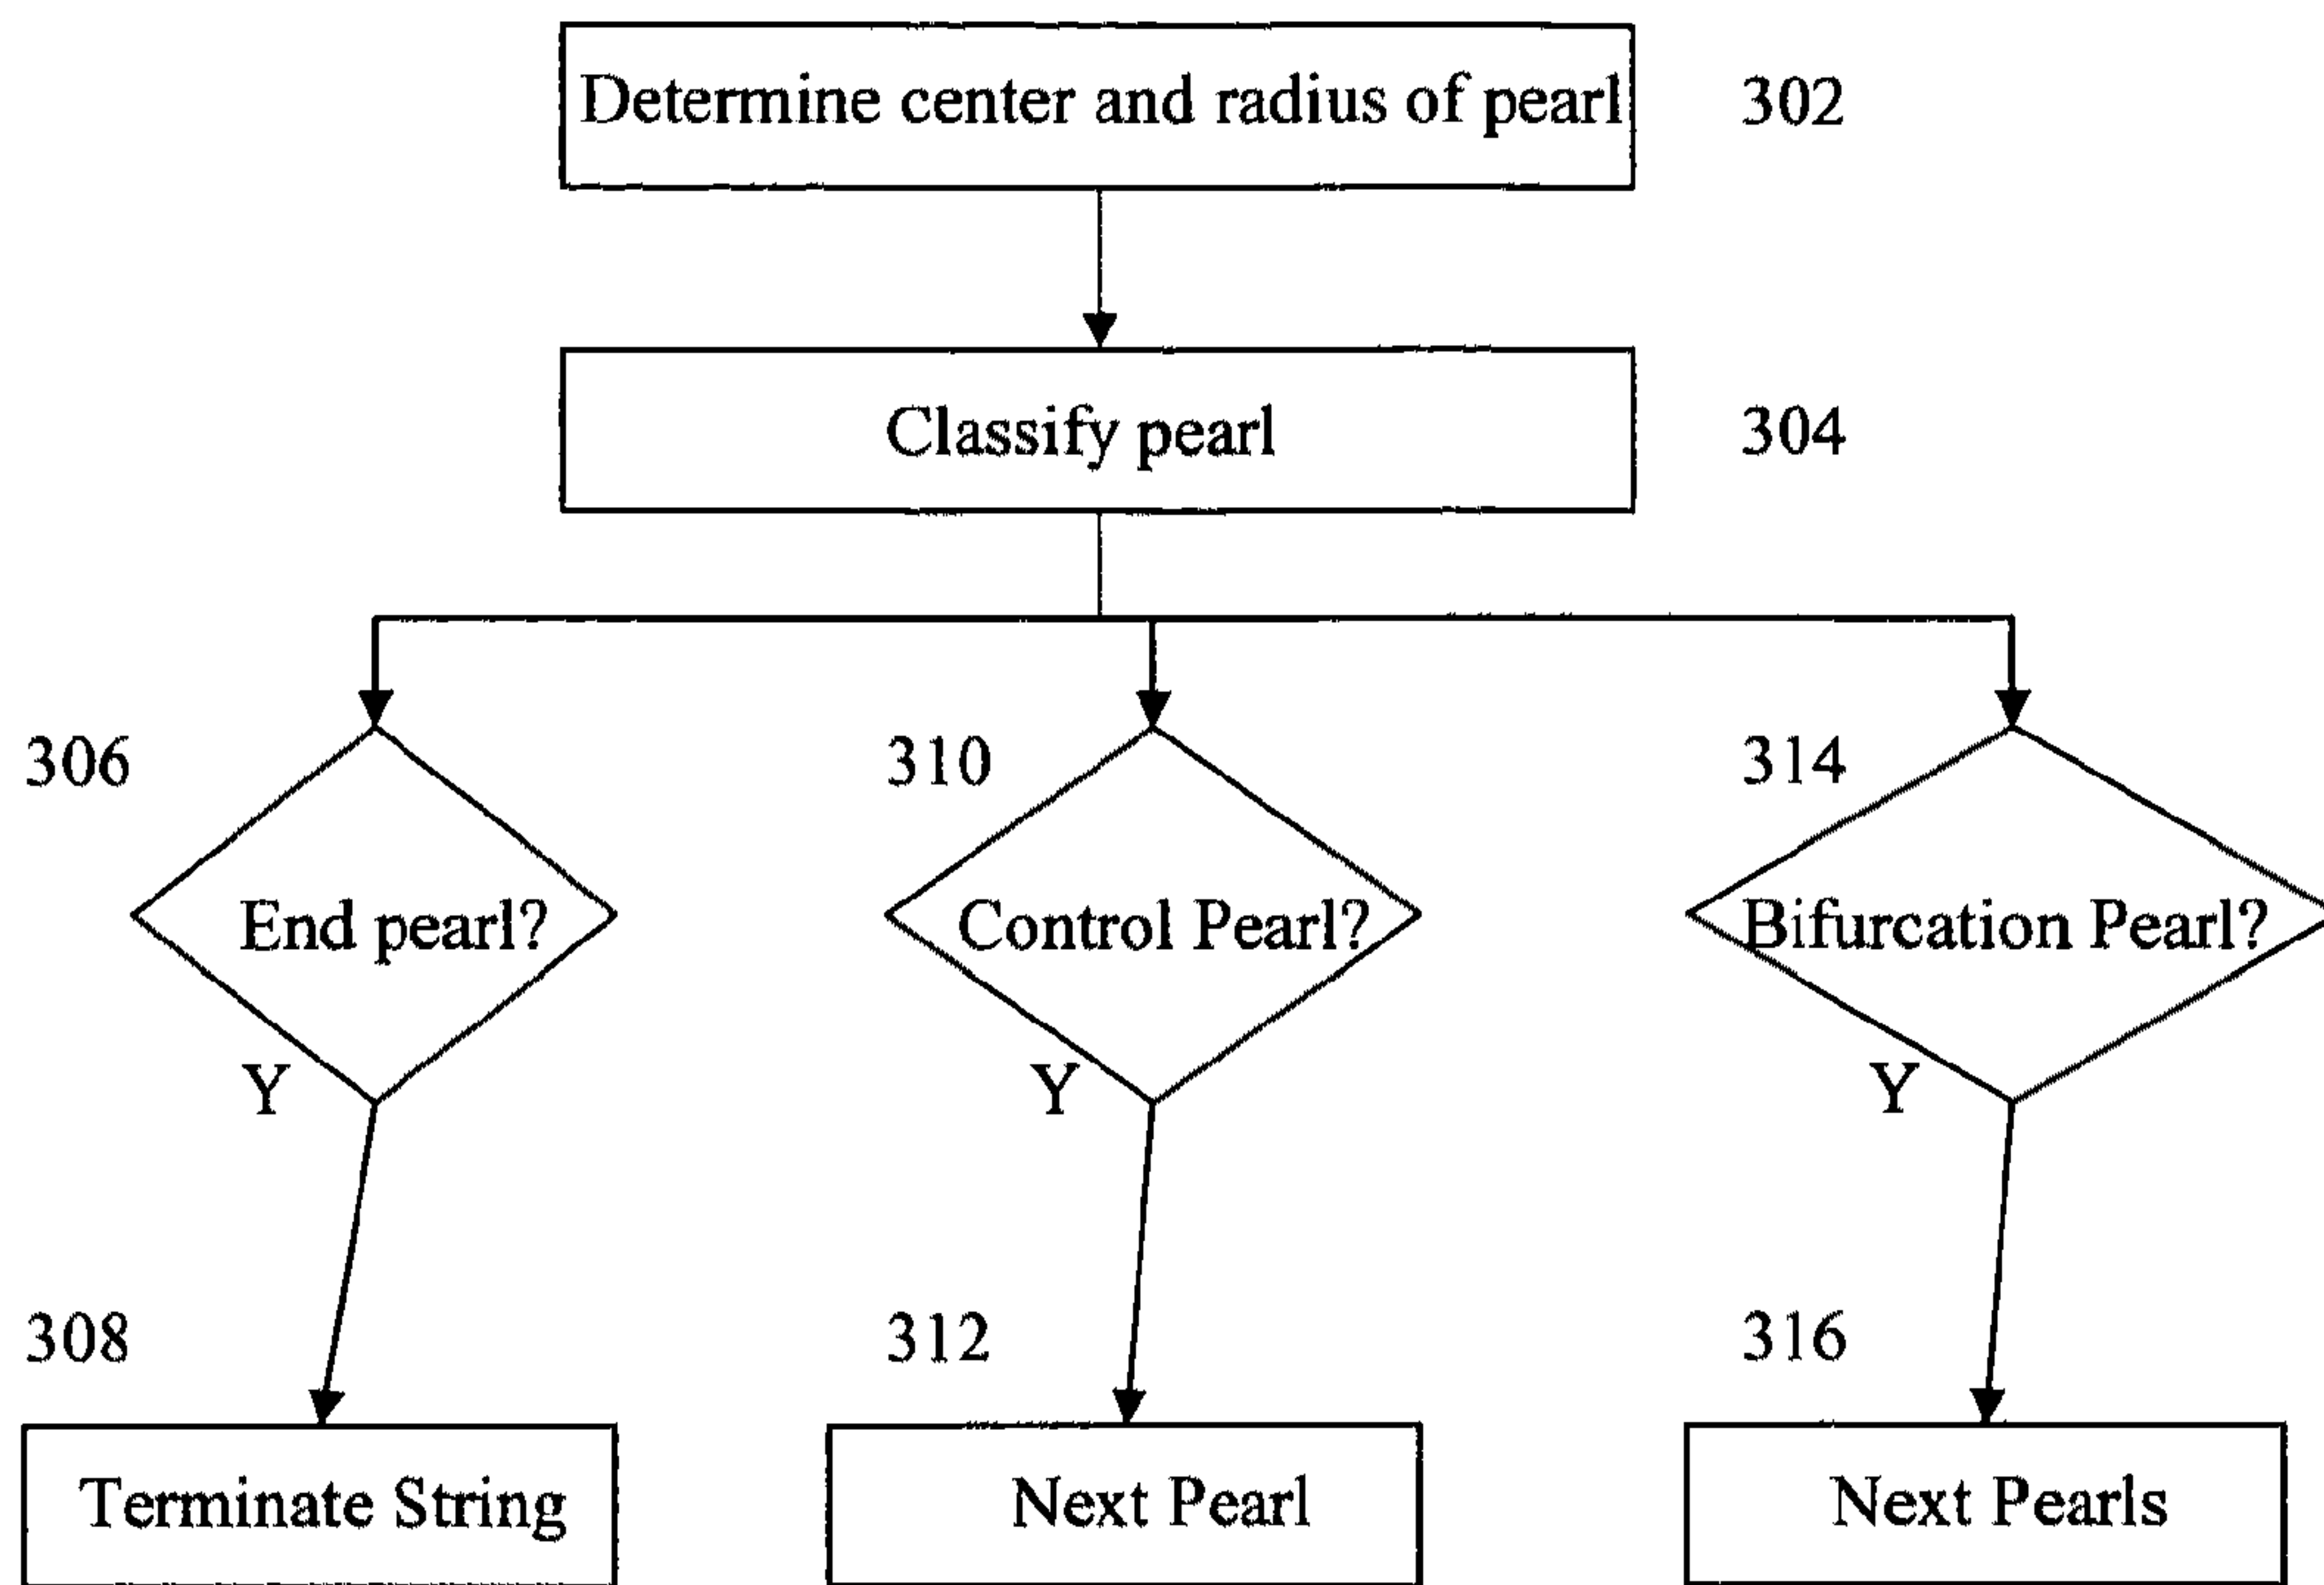 Determine center and radius of pearl 302
Classify pearl 304
306 310 314
End pearl? Control Pearl? Bifurcation Pearl?
Y Y Y
308 312 316
Terminate String Next Pearl Next Pearls